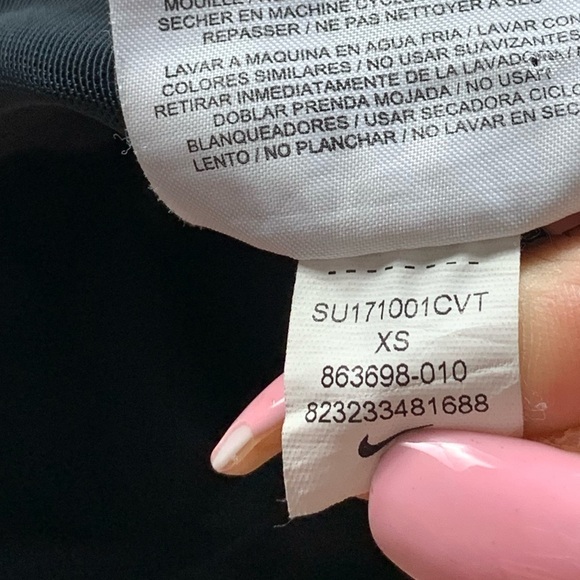 SECHER EN MACHINE
REPASSER / NE PAS NETTOYER À SEC
LAVAR A MAQUINA EN AGUA FRIA / LAVAR CON
COLORES SIMILARES / NO USAR SUAVIZANTES
RETIRAR INMEDIATAMENTE DE LA
DOBLAR PRENDA MOJADA / NO USAR
BLANQUEADORES / USAR SECADORA CICLO
LENTO / NO PLANCHAR / NO LAVAR EN SEC
SU171001CVT
XS
863698-010
823233481688